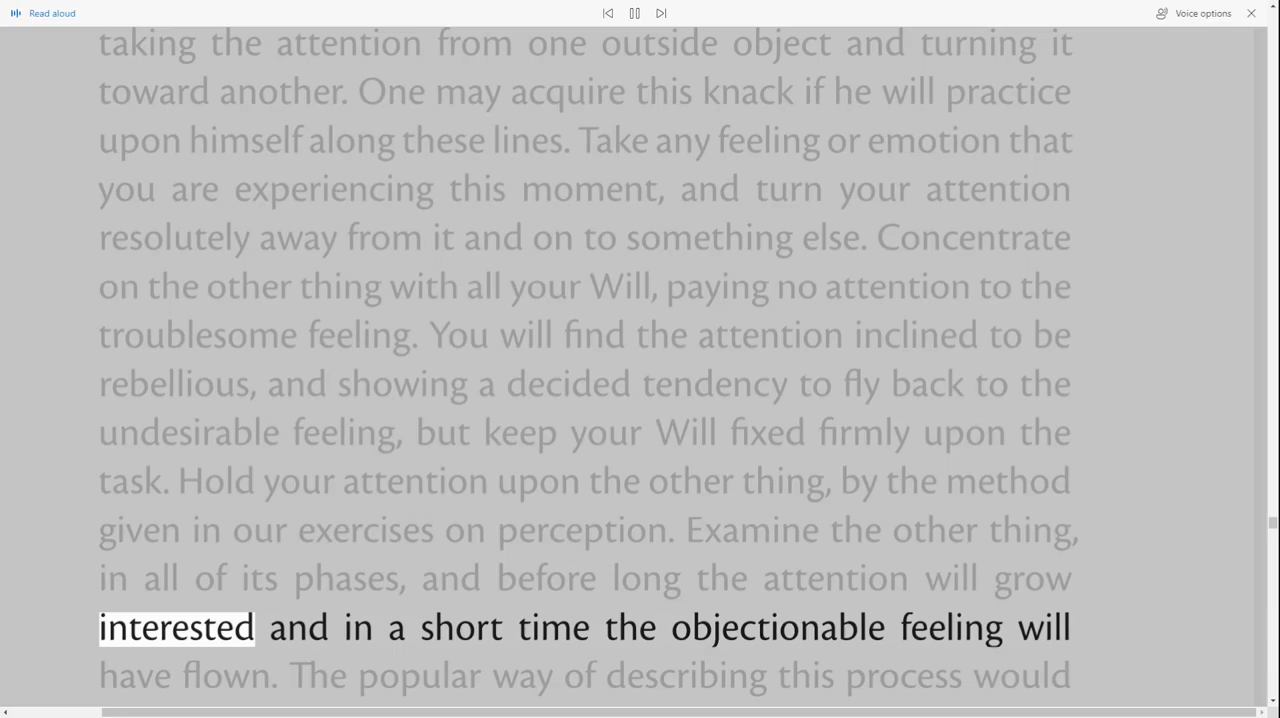 Read aloud
Voice options
taking the attention from one outside object and turning it
toward another. One may acquire this knack if he will practice
upon himself along these lines. Take any feeling or emotion that
you are experiencing this moment, and turn your attention
resolutely away from it and on to something else. Concentrate
on the other thing with all your Will, paying no attention to the
troublesome feeling. You will find the attention inclined to be
rebellious, and showing a decided tendency to fly back to the
undesirable feeling, but keep your Will fixed firmly upon the
task. Hold your attention upon the other thing, by the method
given in our exercises on perception. Examine the other thing,
in all of its phases, and before long the attention will grow
interested and in a short time the objectionable feeling will
have flown. The popular way of describing this process would